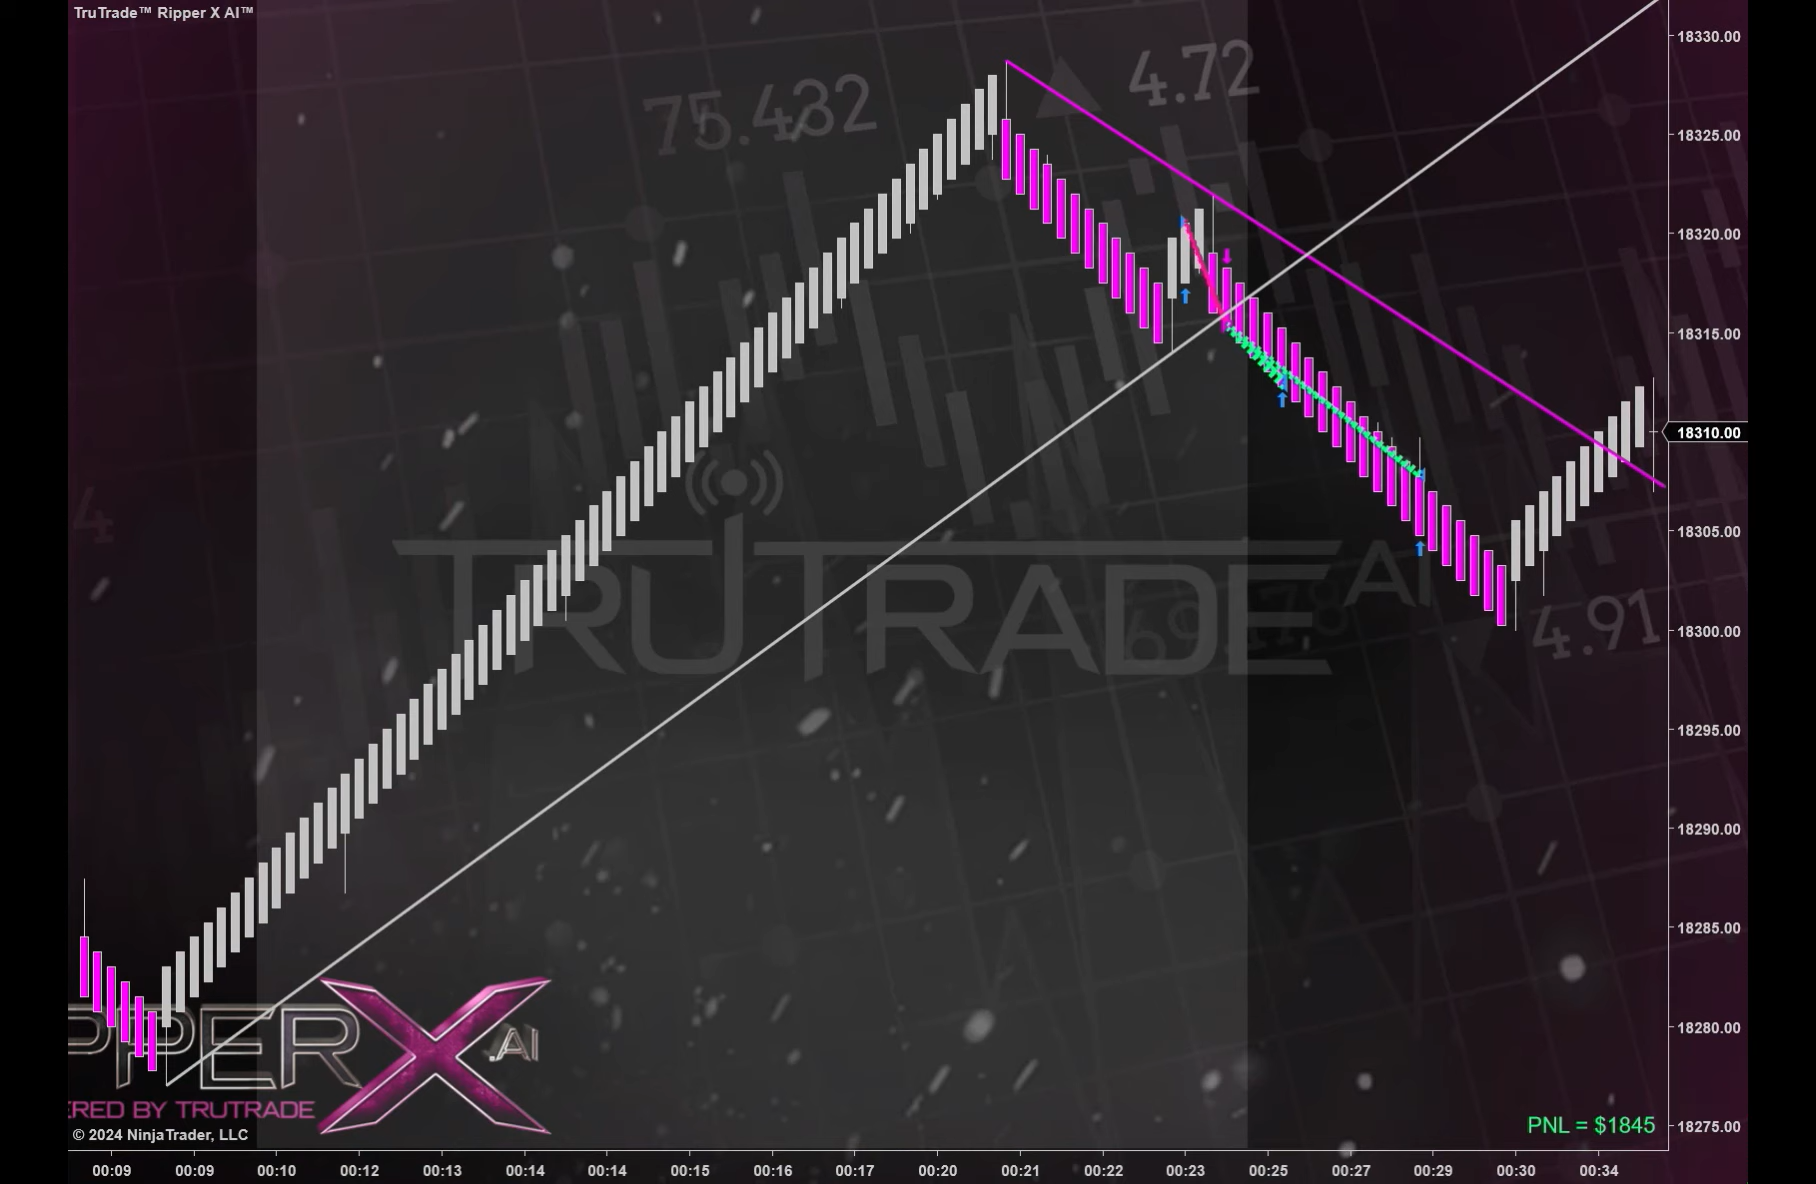 TruTrade™ Ripper X AI™
18330.00
75.432
4.72
18325.00
18320.00
18315.00
18310.00
4
18305.00
TRUTRADE AI
18300.00
4.91
18295.00
18290.00
18285.00
18280.00
PPERX.AI
ERED BY TRUTRADE
PNL = $1845
18275.00
© 2024 NinjaTrader, LLC
00:09 00:09 00:10 00:12 00:13 00:14 00:14 00:15 00:16 00:17 00:20 00:21 00:22 00:23 00:25 00:27 00:29 00:30 00:34